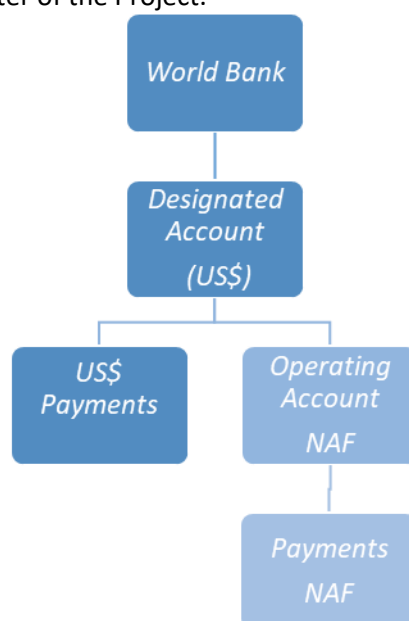 ter of the Project.
World Bank
Designated
Account
(US$)
US$
Payments
Operating
Account
NAF
Payments
NAF